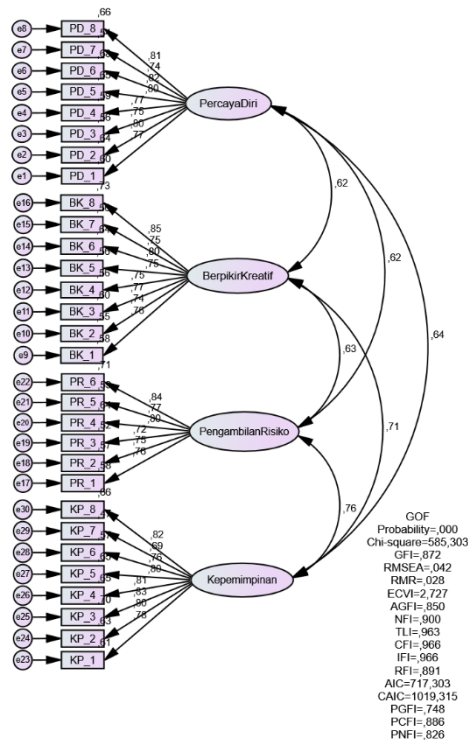 ,66
e8 PD_8
e7 PD_7
e6 PD_6
e5 PD_5
e4 PD_4
e3 PD_3
e2 PD_2
e1 PD_1
,81
,74
,82
,80
,77
,75
,80
,77
PercayaDiri
,73
e16 BK_8
e15 BK_7
e14 BK_6
e13 BK_5
e12 BK_4
e11 BK_3
e10 BK_2
e9 BK_1
,85
,75
,80
,75
,75
,77
,74
,76
BerpikirKreatif
,71
e22 PR_6
e21 PR_5
e20 PR_4
e19 PR_3
e18 PR_2
e17 PR_1
,84
,77
,80
,72
,75
,76
PengambilanRisiko
,66
e30 KP_8
e29 KP_7
e28 KP_6
e27 KP_5
e26 KP_4
e25 KP_3
e24 KP_2
e23 KP_1
,82
,69
,76
,80
,81
,83
,80
,78
Kepemimpinan
,62
,62
,64
,63
,71
,76
GOF
Probability=,000
Chi-square=585,303
GFI=,872
RMSEA=,042
RMR=,028
ECVI=2,727
AGFI=,850
NFI=,900
TLI=,963
CFI=,966
IFI=,966
RFI=,891
AIC=717,303
CAIC=1019,315
PGFI=,748
PCFI=,886
PNFI=,826